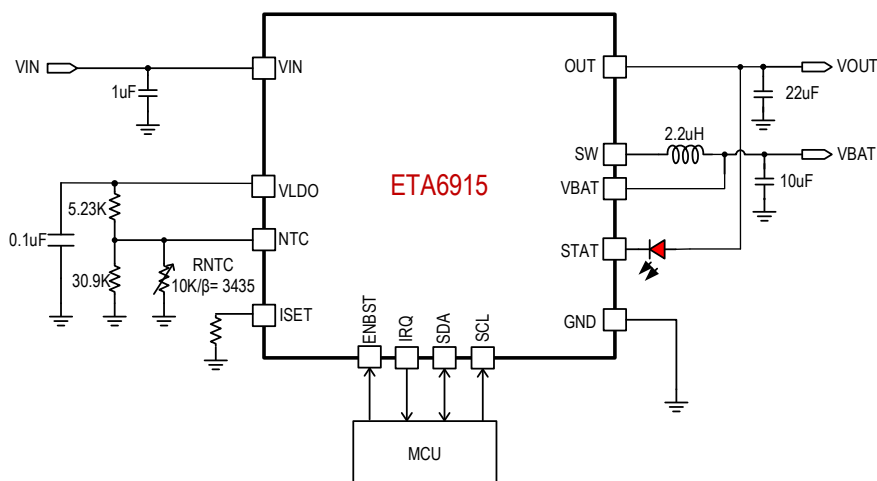 VIN
VIN
1uF
OUT
VOUT
22uF
2.2uH
SW
VBAT
VBAT
10uF
ETA6915
VLDO
5.23K
0.1uF
NTC
30.9K
RNTC
10K/β= 3435
STAT
ISET
GND
ENBST
IRQ
SDA
SCL
MCU